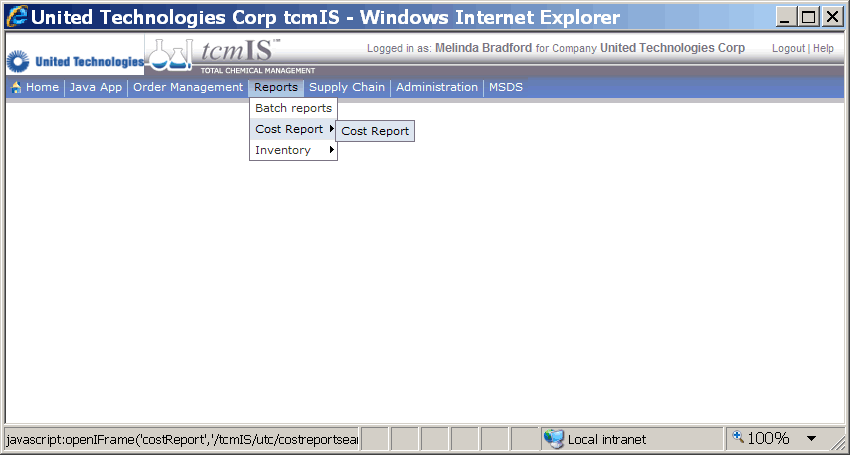 United Technologies Corp tcmIS - Windows Internet Explorer
Logged in as: Melinda Bradford for Company United Technologies Corp
Logout | Help
United Technologies
tcmIS™
TOTAL CHEMICAL MANAGEMENT
Home Java App Order Management Reports Supply Chain Administration MSDS
Batch reports
Cost Report
Cost Report
Inventory
javascript:openIFrame('costReport','/tcmIS/utc/costreportsear
Local intranet
100%